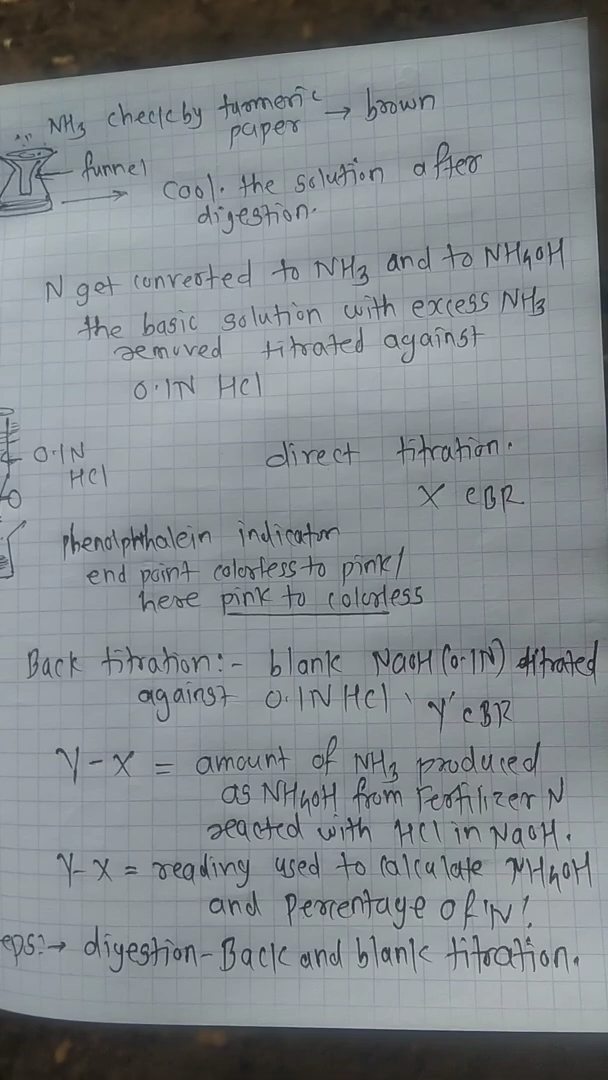 NH3 check by turmeric
paper → brown
funnel
→ cool. the solution after
digestion.
N get converted to NH3 and to NH4OH
the basic solution with excess NH3
removed titrated against
0.1N HCl
0.1N
HCl
direct titration.
X CBR
phenolphthalein indicator
end point colorless to pink/
here pink to colorless
Back titration:- blank NaOH (0.1N) titrated
against 0.1N HCl. Y CBR
Y-X = amount of NH3 produced
as NH4OH from Fertilizer N
reacted with HCl in NaOH.
Y-X = reading used to calculate NH4OH
and percentage of 'N'.
eps:→ digestion-Back and blank titration.